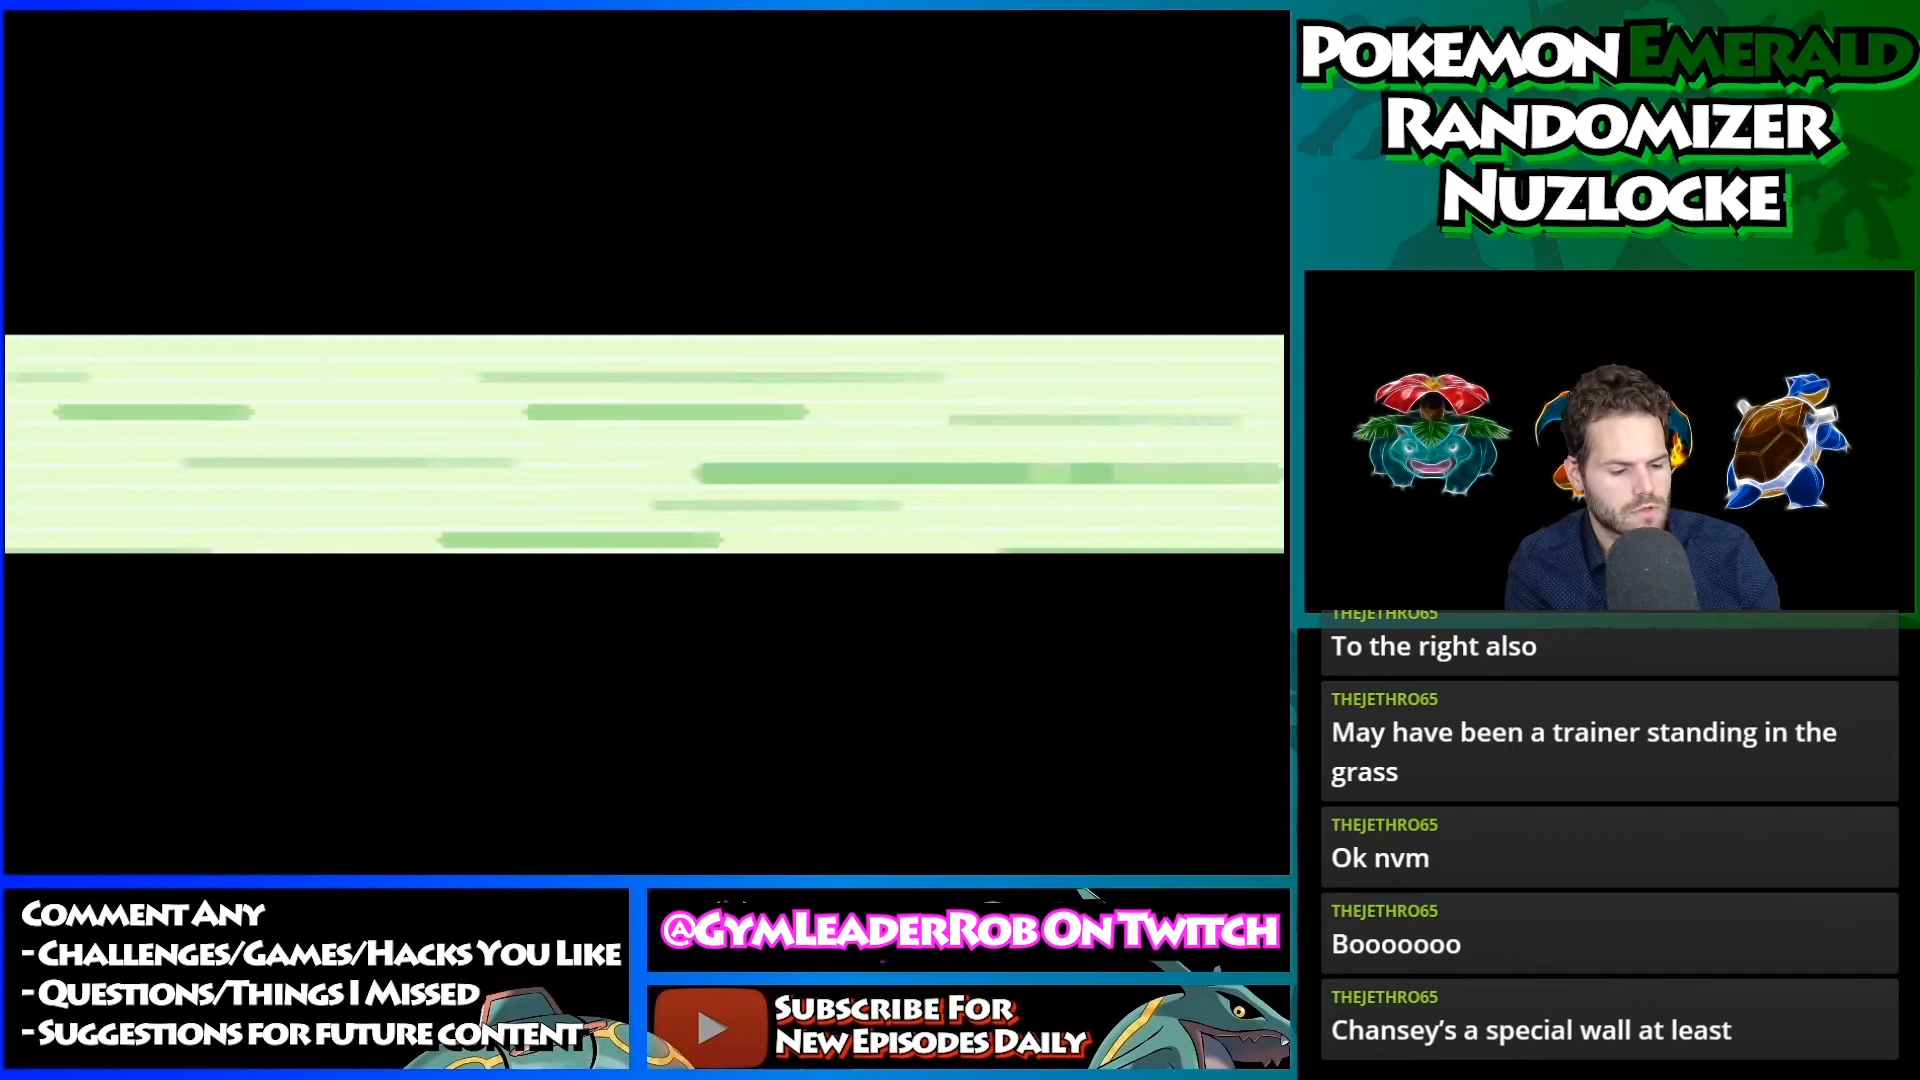 POKEMON EMERALD
RANDOMIZER
NUZLOCKE
THEJETHRO65
To the right also
THEJETHRO65
May have been a trainer standing in the
grass
THEJETHRO65
Ok nvm
THEJETHRO65
Booooooo
THEJETHRO65
Chansey’s a special wall at least
COMMENT ANY
- CHALLENGES/GAMES/HACKS YOU LIKE
- QUESTIONS/THINGS I MISSED
- SUGGESTIONS FOR FUTURE CONTENT
@GYMLEADERROB ON TWITCH
SUBSCRIBE FOR
NEW EPISODES DAILY